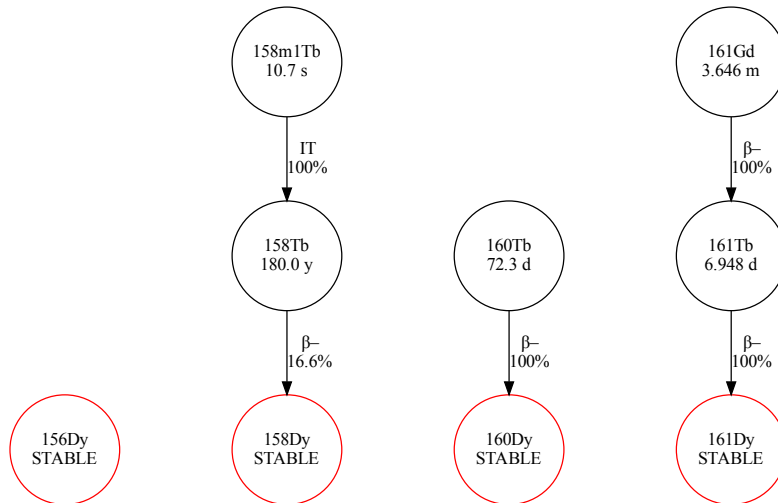 158m1Tb
10.7 s
161Gd
3.646 m
IT
100%
β–
100%
158Tb
180.0 y
160Tb
72.3 d
161Tb
6.948 d
β–
16.6%
β–
100%
β–
100%
156Dy
STABLE
158Dy
STABLE
160Dy
STABLE
161Dy
STABLE